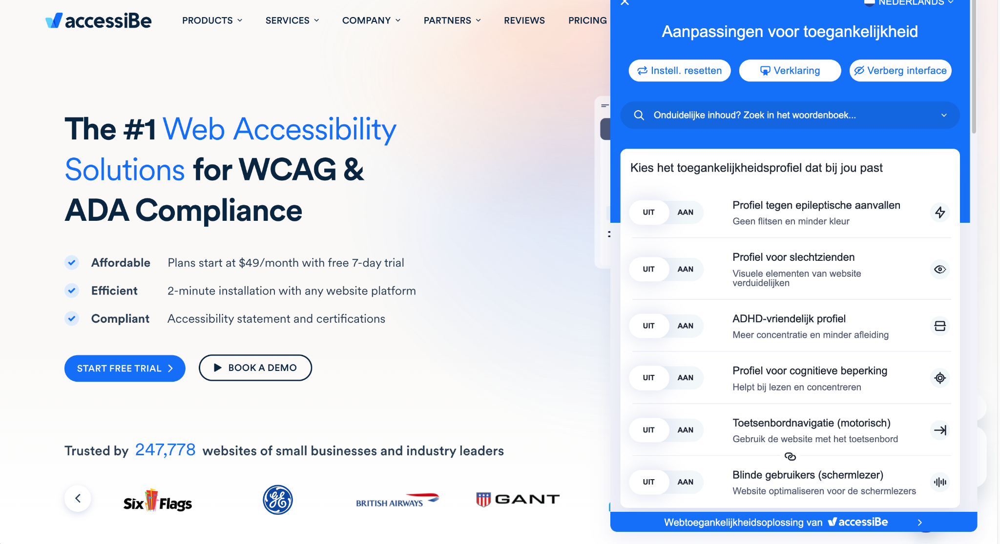 accessiBe
PRODUCTS
SERVICES
COMPANY
PARTNERS
REVIEWS
PRICING
The #1 Web Accessibility
Solutions for WCAG &
ADA Compliance
Affordable Plans start at $49/month with free 7-day trial
Efficient 2-minute installation with any website platform
Compliant Accessibility statement and certifications
START FREE TRIAL
BOOK A DEMO
Trusted by 247,778 websites of small businesses and industry leaders
Six Flags
GE
BRITISH AIRWAYS
GANT
NEDERLANDS
Aanpassingen voor toegankelijkheid
Instell. resetten
Verklaring
Verberg interface
Onduidelijke inhoud? Zoek in het woordenboek...
Kies het toegankelijkheidsprofiel dat bij jou past
UIT AAN
Profiel tegen epileptische aanvallen
Geen flitsen en minder kleur
UIT AAN
Profiel voor slechtzienden
Visuele elementen van website
verduidelijken
UIT AAN
ADHD-vriendelijk profiel
Meer concentratie en minder afleiding
UIT AAN
Profiel voor cognitieve beperking
Helpt bij lezen en concentreren
UIT AAN
Toetsenbordnavigatie (motorisch)
Gebruik de website met het toetsenbord
UIT AAN
Blinde gebruikers (schermlezer)
Website optimaliseren voor de schermlezers
Webtoegankelijkheidsoplossing van accessiBe